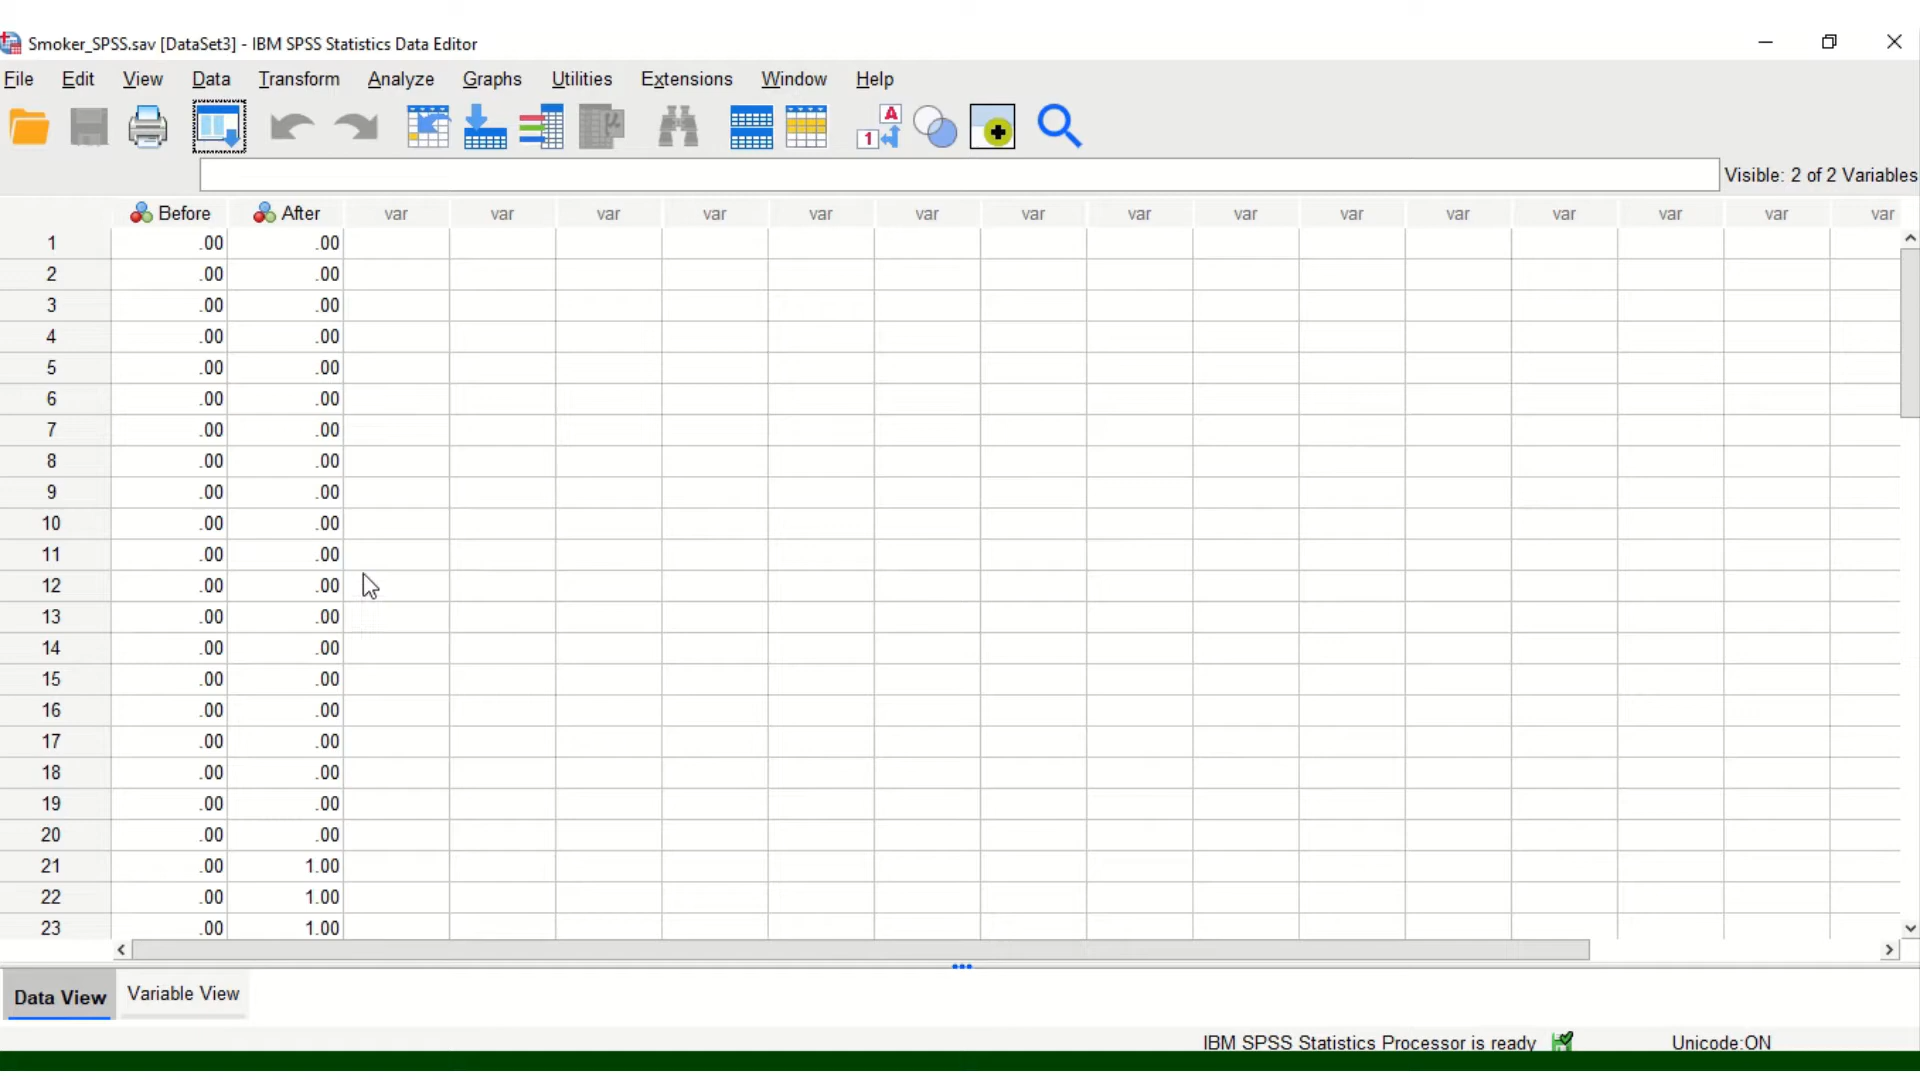 Smoker_SPSS.sav [DataSet3] - IBM SPSS Statistics Data Editor
File Edit View Data Transform Analyze Graphs Utilities Extensions Window Help
A
1
Visible: 2 of 2 Variables
Before After var var var var var var var var var var var var var var var
1 .00 .00
2 .00 .00
3 .00 .00
4 .00 .00
5 .00 .00
6 .00 .00
7 .00 .00
8 .00 .00
9 .00 .00
10 .00 .00
11 .00 .00
12 .00 .00
13 .00 .00
14 .00 .00
15 .00 .00
16 .00 .00
17 .00 .00
18 .00 .00
19 .00 .00
20 .00 .00
21 .00 1.00
22 .00 1.00
23 .00 1.00
Data View Variable View
IBM SPSS Statistics Processor is ready Unicode:ON